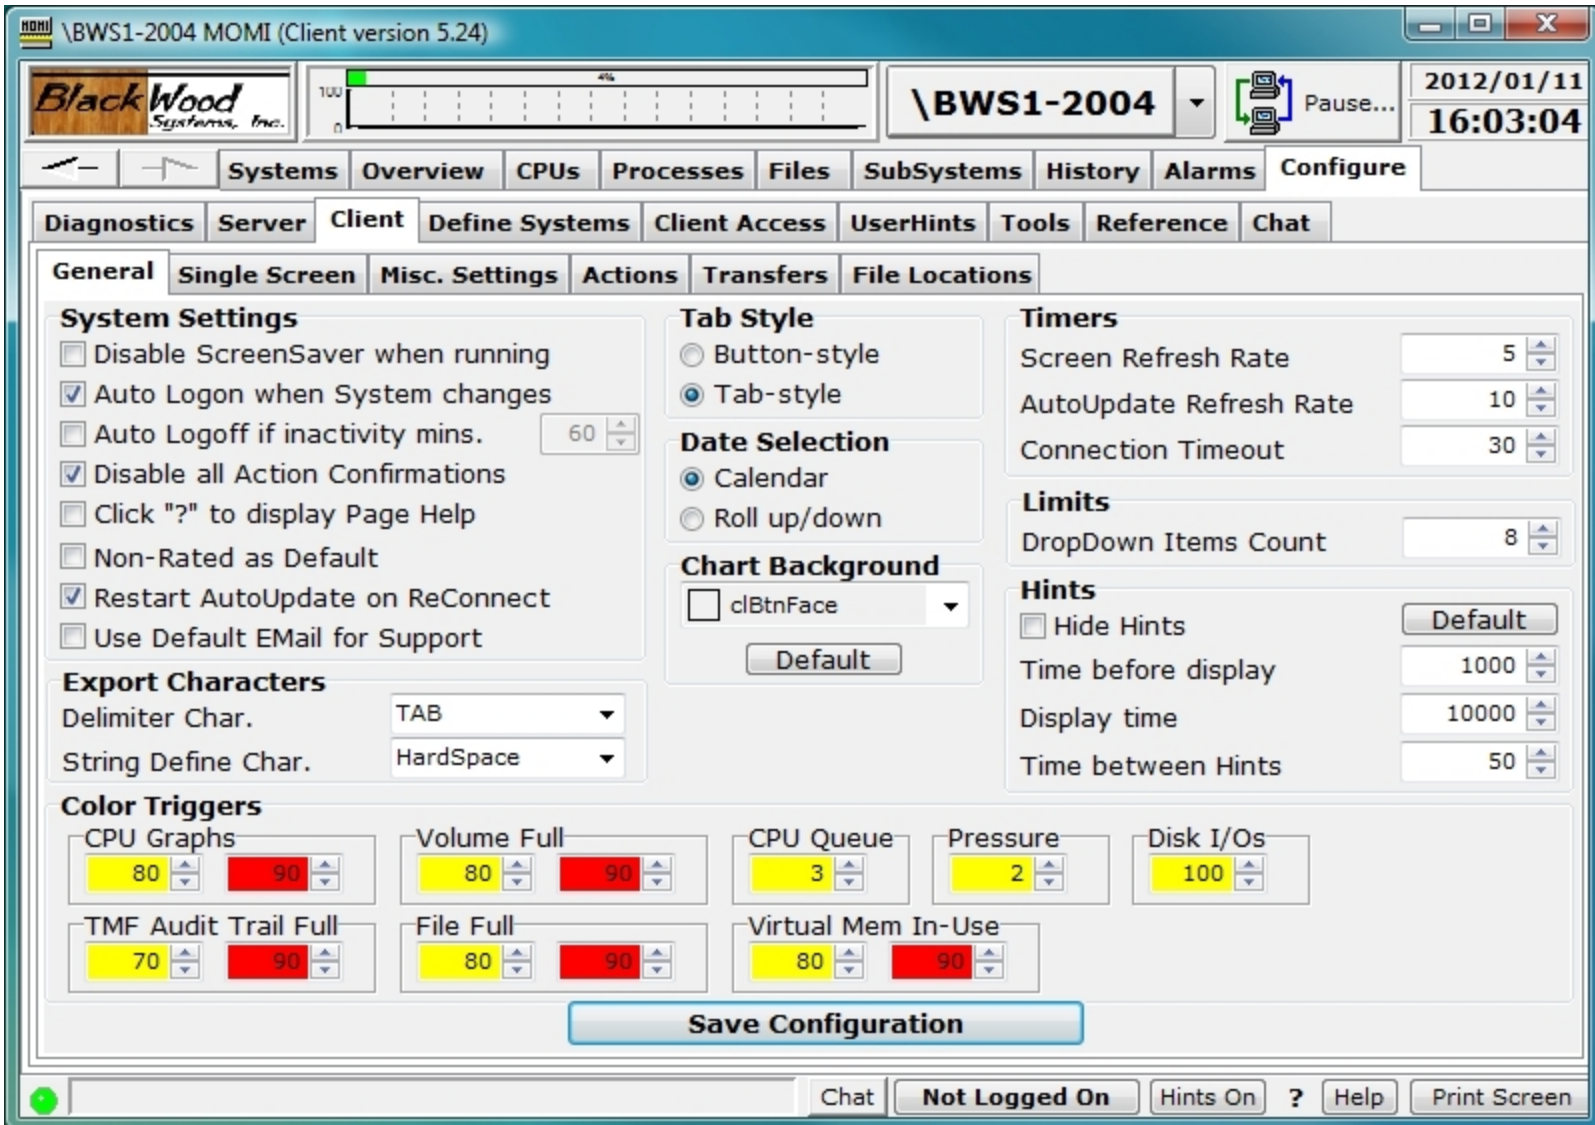 MOMI \BWS1-2004 MOMI (Client version 5.24)
BlackWood Systems, Inc.
4%
100
0
\BWS1-2004
Pause...
2012/01/11
16:03:04
Systems Overview CPUs Processes Files SubSystems History Alarms Configure
Diagnostics Server Client Define Systems Client Access UserHints Tools Reference Chat
General Single Screen Misc. Settings Actions Transfers File Locations
System Settings
Disable ScreenSaver when running
Auto Logon when System changes
Auto Logoff if inactivity mins. 60
Disable all Action Confirmations
Click "?" to display Page Help
Non-Rated as Default
Restart AutoUpdate on ReConnect
Use Default EMail for Support
Export Characters
Delimiter Char. TAB
String Define Char. HardSpace
Tab Style
Button-style
Tab-style
Date Selection
Calendar
Roll up/down
Chart Background
clBtnFace
Default
Timers
Screen Refresh Rate 5
AutoUpdate Refresh Rate 10
Connection Timeout 30
Limits
DropDown Items Count 8
Hints
Hide Hints Default
Time before display 1000
Display time 10000
Time between Hints 50
Color Triggers
CPU Graphs Volume Full CPU Queue Pressure Disk I/Os
80 90 80 90 3 2 100
TMF Audit Trail Full File Full Virtual Mem In-Use
70 90 80 90 80 90
Save Configuration
Chat Not Logged On Hints On ? Help Print Screen